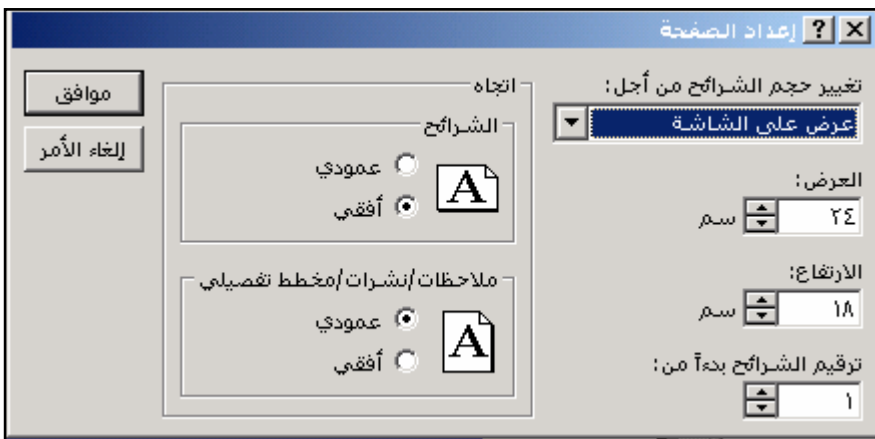 إعداد الصفحة
تغيير حجم الشرائح من أجل:
عرض على الشاشة
العرض:
٢٤ سم
الارتفاع:
١٨ سم
ترقيم الشرائح بدءاً من:
١
اتجاه
الشرائح
عمودي
أفقي
A
ملاحظات/نشرات/مخطط تفصيلي
عمودي
أفقي
A
موافق
إلغاء الأمر